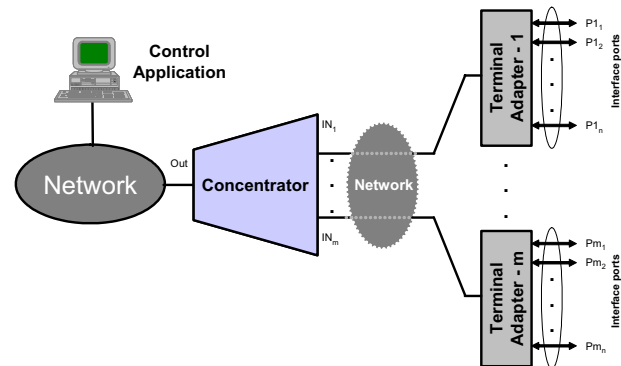 Control
Application
Network
Out
Concentrator
IN1
INm
Network
Terminal
Adapter - 1
P11
P12
P1n
Interface ports
Terminal
Adapter - m
Pm1
Pm2
Pmn
Interface ports